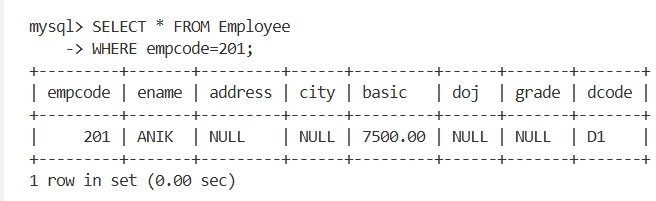 mysql> SELECT * FROM Employee
    -> WHERE empcode=201;
+---------+-------+---------+------+---------+------+-------+-------+
| empcode | ename | address | city | basic   | doj  | grade | dcode |
+---------+-------+---------+------+---------+------+-------+-------+
|     201 | ANIK  | NULL    | NULL | 7500.00 | NULL | NULL  | D1    |
+---------+-------+---------+------+---------+------+-------+-------+
1 row in set (0.00 sec)